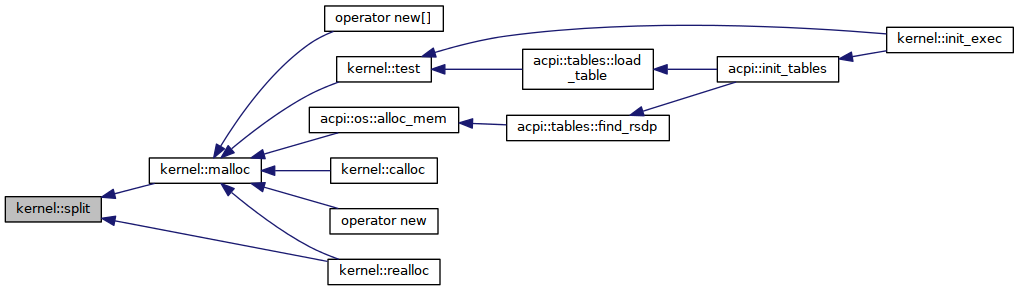 operator new[]
kernel::init_exec
kernel::test
acpi::tables::load
_table
acpi::init_tables
acpi::os::alloc_mem
acpi::tables::find_rsdp
kernel::malloc
kernel::calloc
kernel::split
operator new
kernel::realloc